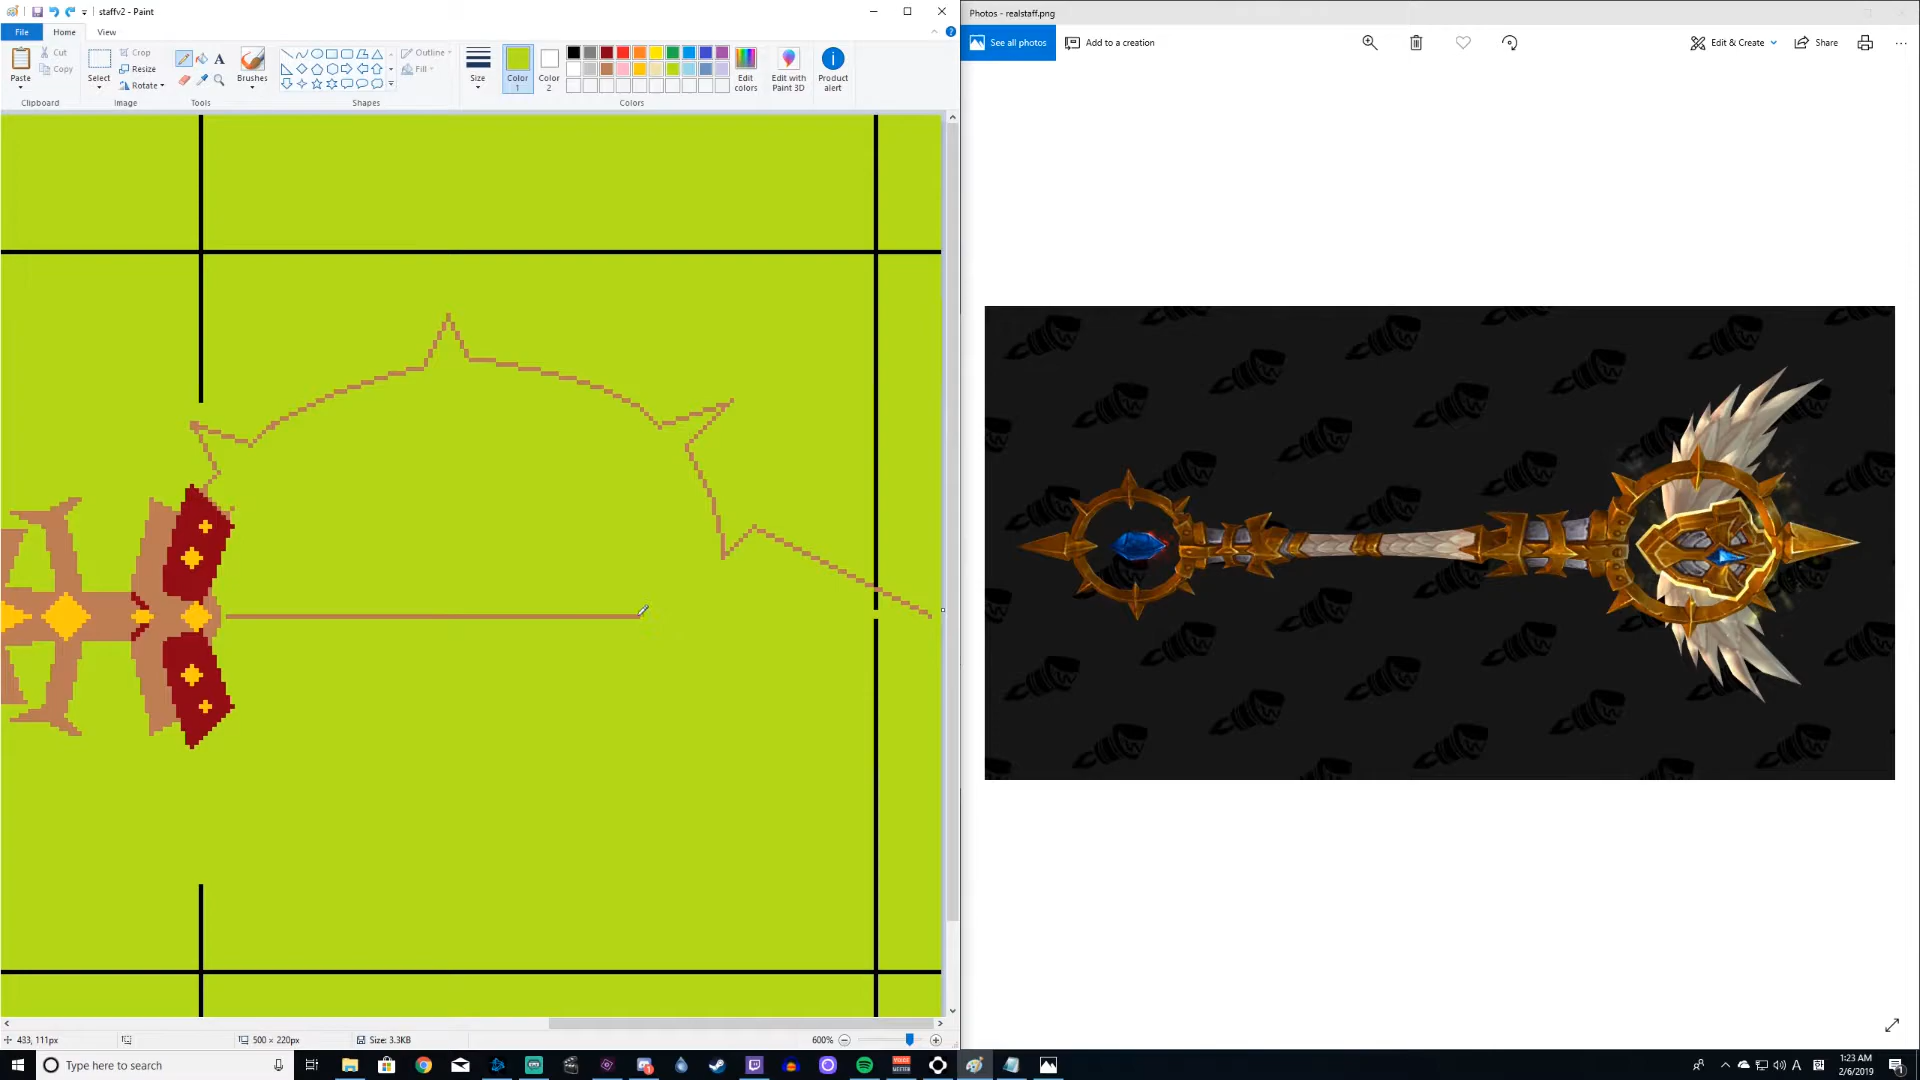 staffv2 - Paint
File Home View
Paste
Cut
Copy
Clipboard
Select
Crop
Resize
Rotate
Image
Tools
Brushes
Shapes
Outline
Fill
Size
Color 1
Color 2
Colors
Edit colors
Edit with Paint 3D
Product alert
433, 111px
500 × 220px
Size: 3.3KB
600%
Photos - realstaff.png
See all photos
Add to a creation
Edit & Create
Share
Type here to search
A
1:23 AM
2/6/2019